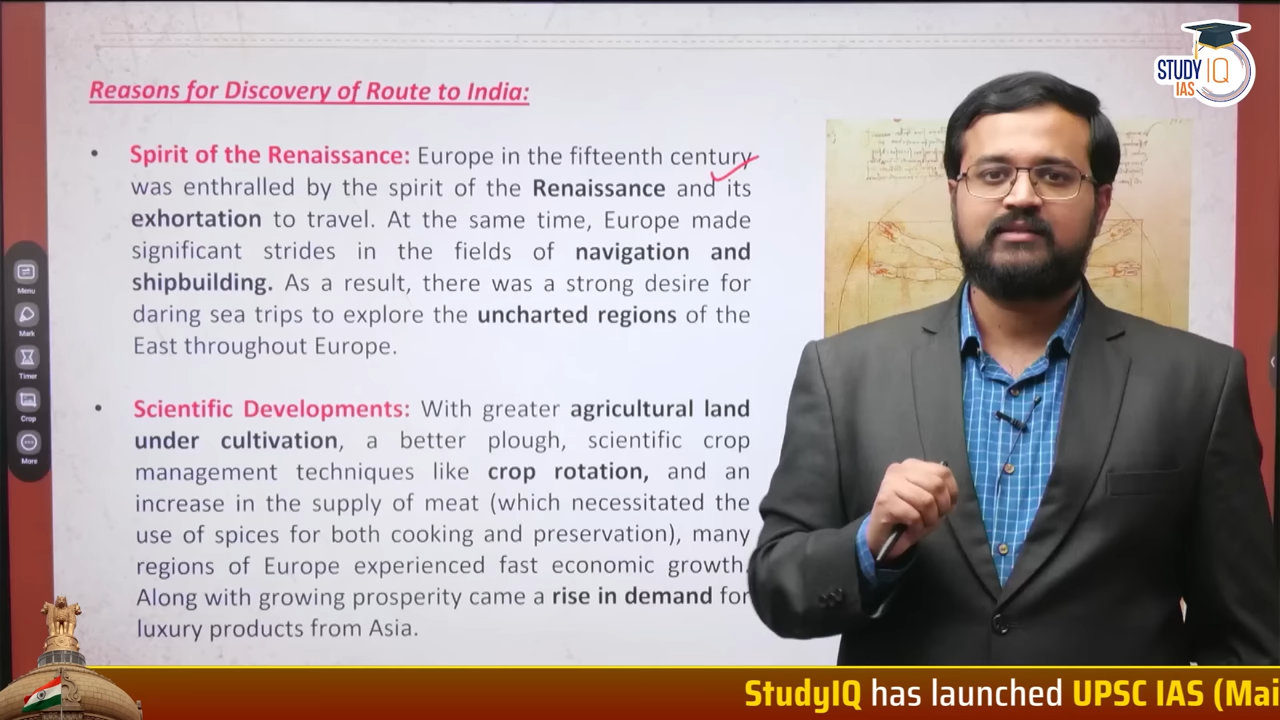 STUDY IQ
IAS
Reasons for Discovery of Route to India:
• Spirit of the Renaissance: Europe in the fifteenth century
was enthralled by the spirit of the Renaissance and its
exhortation to travel. At the same time, Europe made
significant strides in the fields of navigation and
shipbuilding. As a result, there was a strong desire for
daring sea trips to explore the uncharted regions of the
East throughout Europe.
• Scientific Developments: With greater agricultural land
under cultivation, a better plough, scientific crop
management techniques like crop rotation, and an
increase in the supply of meat (which necessitated the
use of spices for both cooking and preservation), many
regions of Europe experienced fast economic growth.
Along with growing prosperity came a rise in demand for
luxury products from Asia.
Menu
Mark
Timer
Crop
More
StudyIQ has launched UPSC IAS (Mai